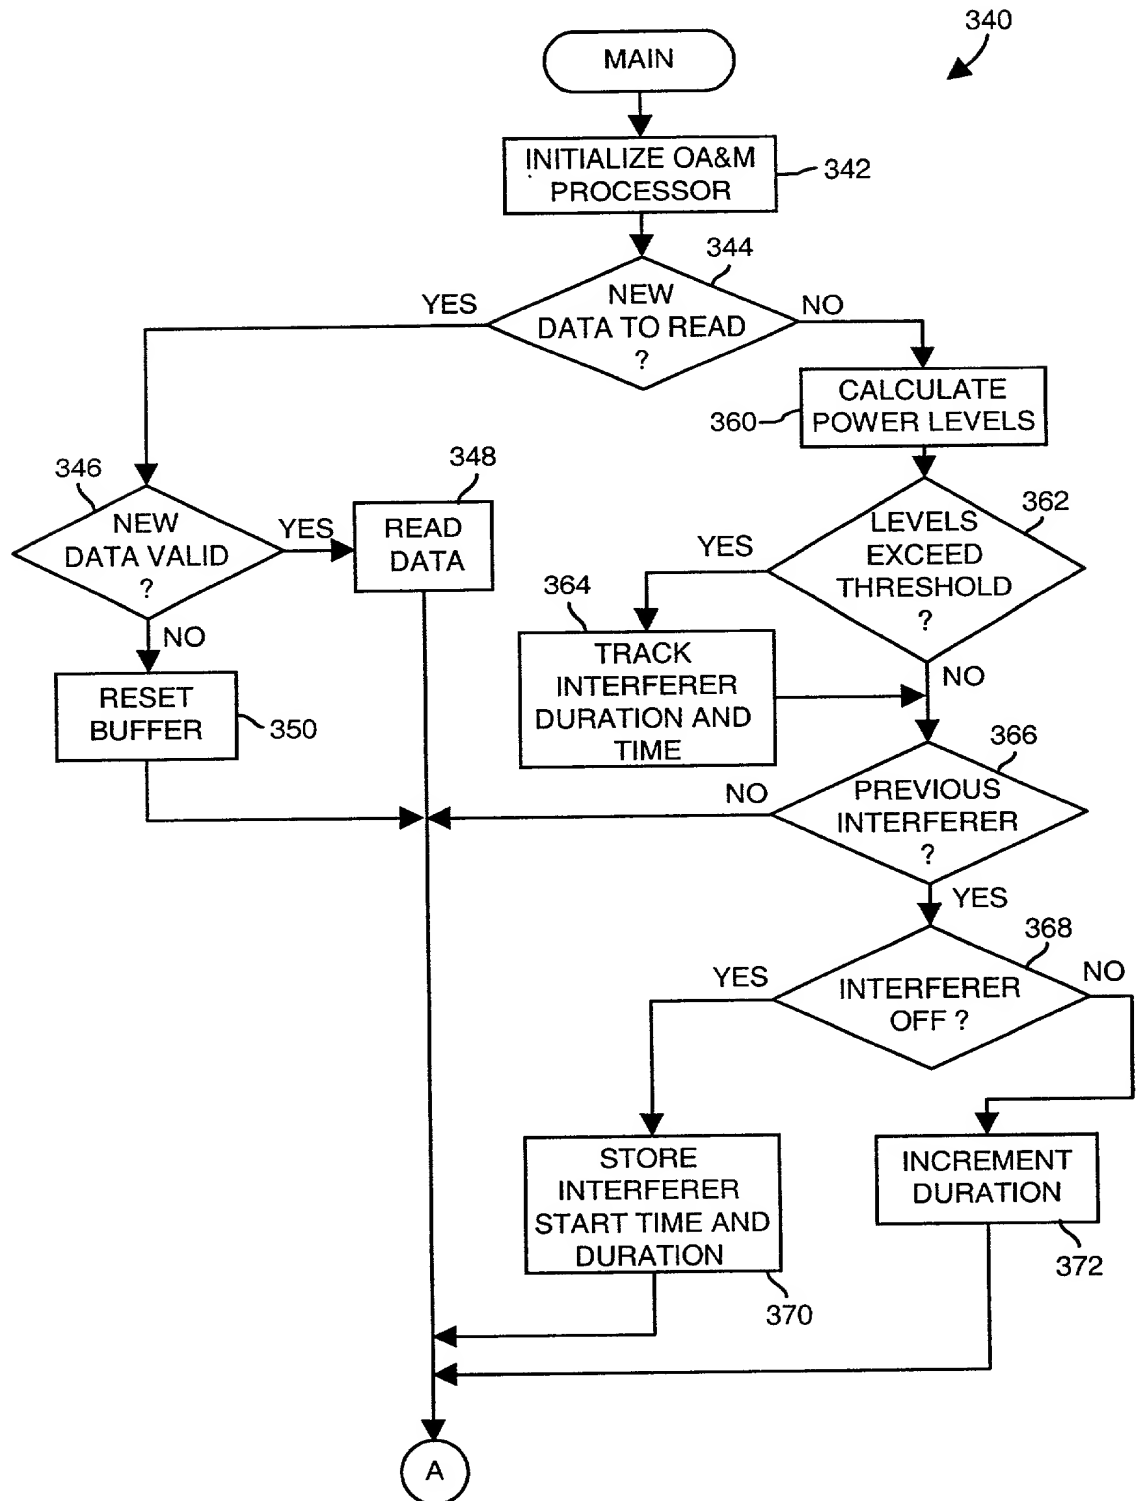 340
MAIN
INITIALIZE OA&M
PROCESSOR
342
344
NEW
DATA TO READ
?
YES
NO
CALCULATE
POWER LEVELS
360
346
NEW
DATA VALID
?
YES
348
READ
DATA
362
LEVELS
EXCEED
THRESHOLD
?
YES
364
TRACK
INTERFERER
DURATION AND
TIME
NO
NO
RESET
BUFFER
350
366
PREVIOUS
INTERFERER
?
NO
YES
368
INTERFERER
OFF ?
YES
NO
STORE
INTERFERER
START TIME AND
DURATION
370
INCREMENT
DURATION
372
A